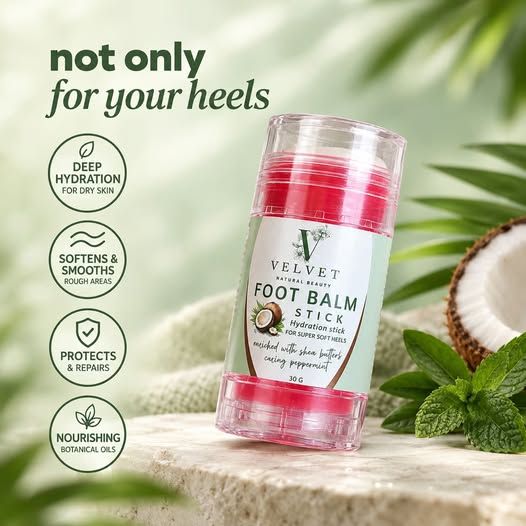 not only
for your heels
DEEP
HYDRATION
FOR DRY SKIN
SOFTENS &
SMOOTHS
ROUGH AREAS
PROTECTS
& REPAIRS
NOURISHING
BOTANICAL OILS
V
VELVET
NATURAL BEAUTY
FOOT BALM
STICK
Hydration stick
FOR SUPER SOFT HEELS
enriched with shea butter &
caring peppermint
30 G